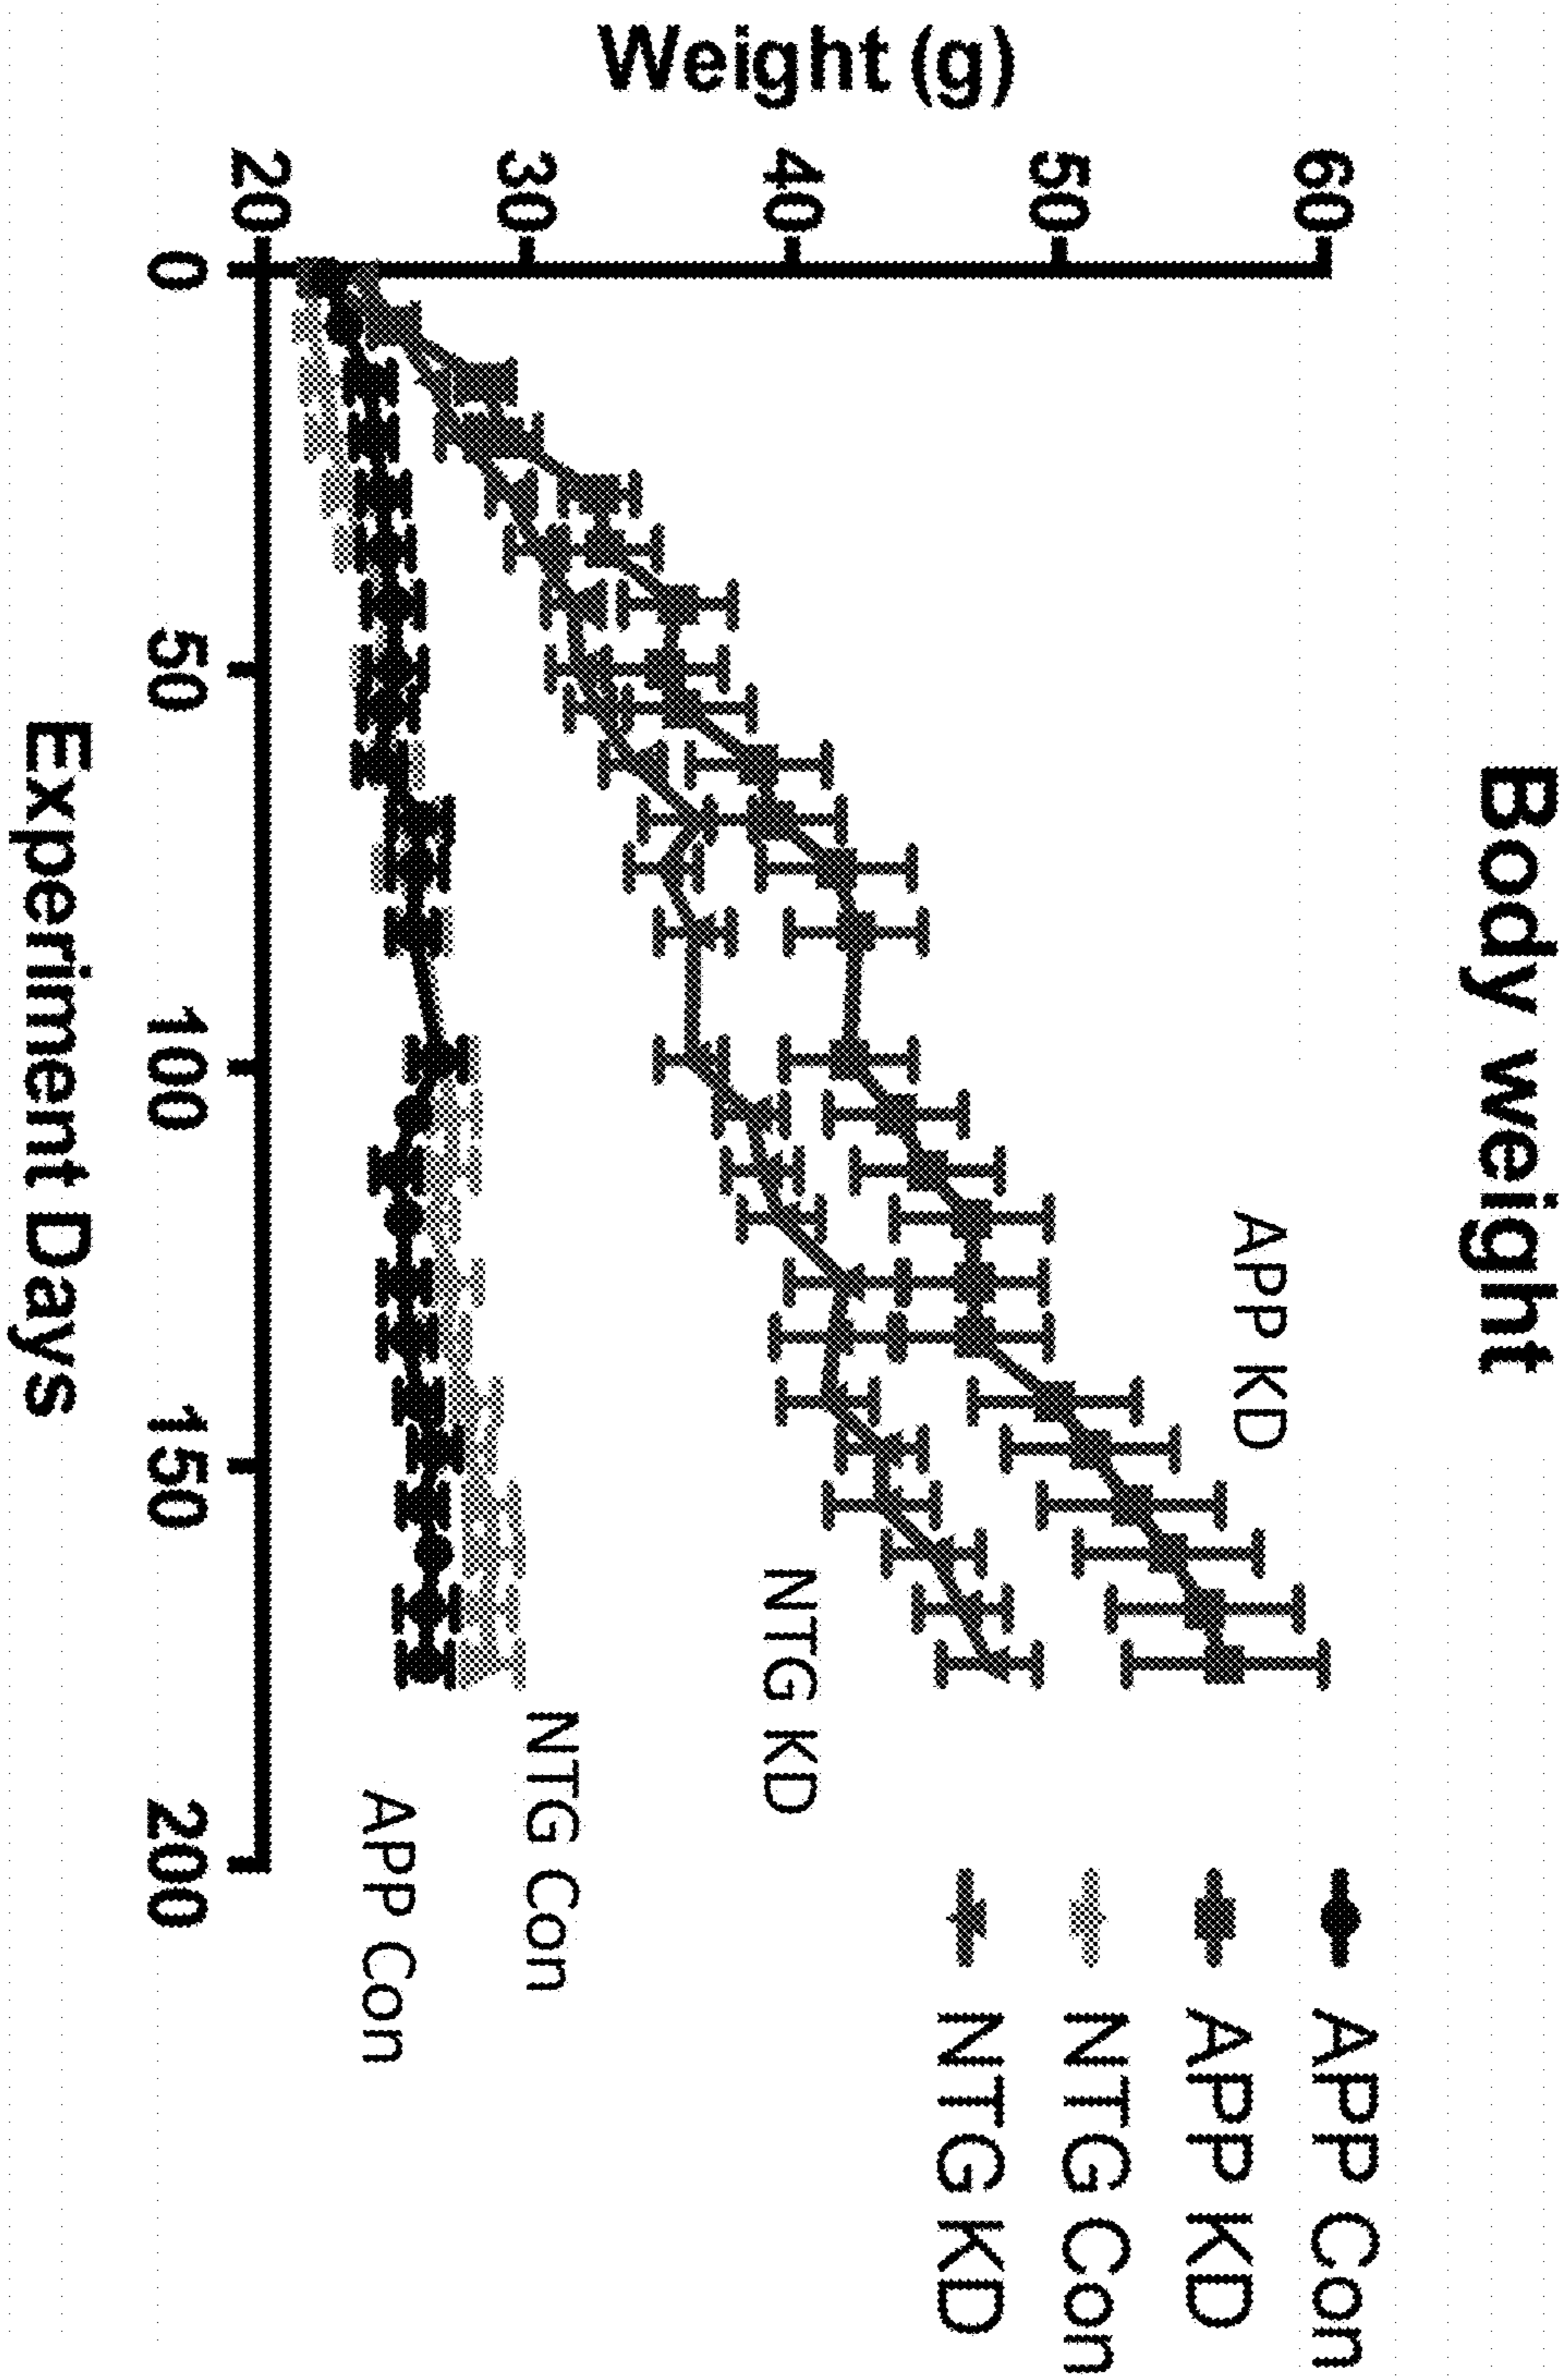 Body weight
Weight (g)
60
50
40
30
20
0
50
100
150
200
Experiment Days
APP KD
NTG KD
NTG Con
APP Con
APP Con
APP KD
NTG Con
NTG KD